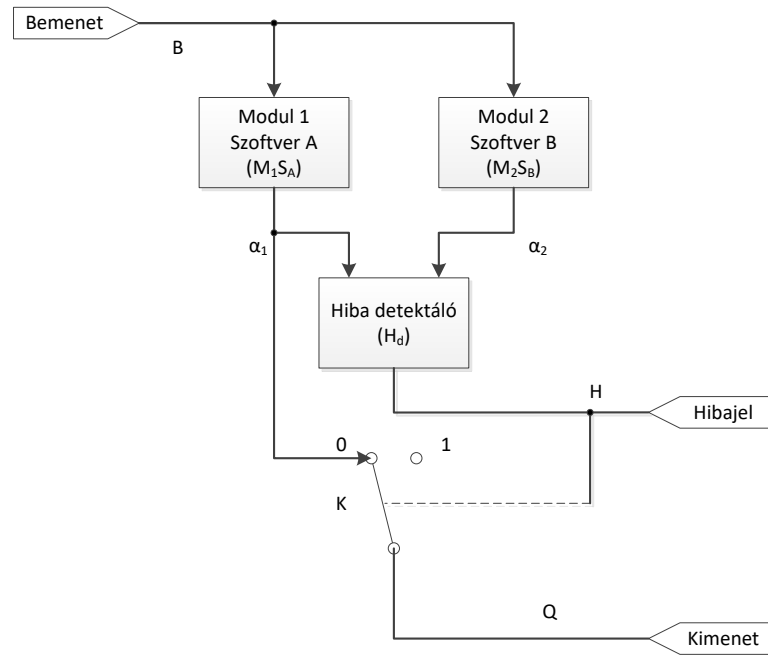 Bemenet
B
Modul 1
Szoftver A
(M₁S_A)
Modul 2
Szoftver B
(M₂S_B)
α₁
α₂
Hiba detektáló
(H_d)
H
Hibajel
0
1
K
Q
Kimenet